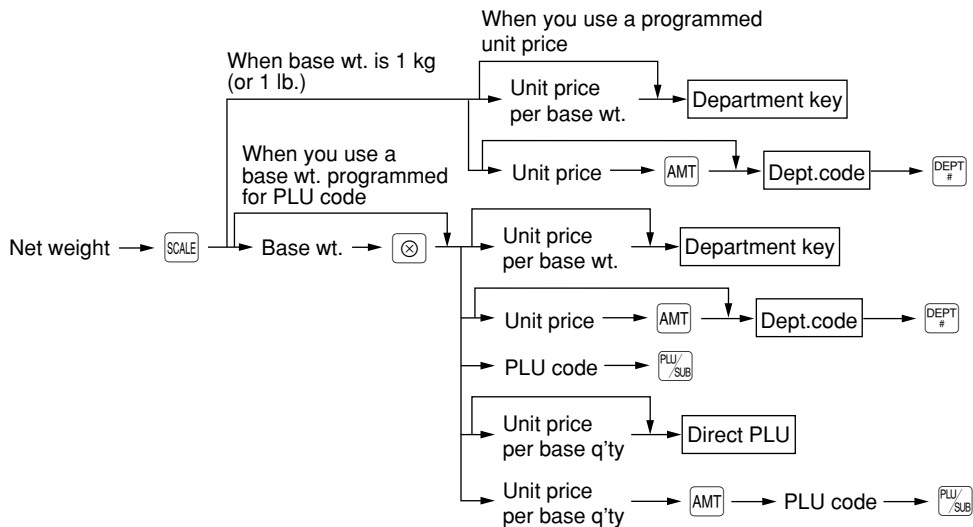 When you use a programmed
unit price
When base wt. is 1 kg
(or 1 lb.)
Unit price
per base wt.
Department key
When you use a
base wt. programmed
for PLU code
Unit price
AMT
Dept.code
DEPT
#
Net weight
SCALE
Base wt.
⊗
Unit price
per base wt.
Department key
Unit price
AMT
Dept.code
DEPT
#
PLU code
PLU/
/SUB
Unit price
per base q'ty
Direct PLU
Unit price
per base q'ty
AMT
PLU code
PLU/
/SUB